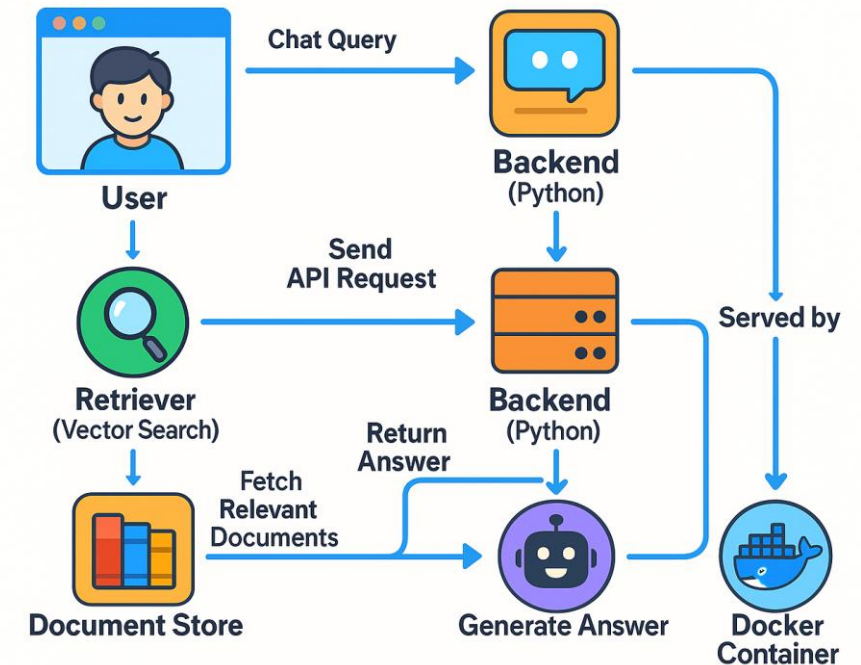 Chat Query
Backend
(Python)
User
Send
API Request
Served by
Retriever
(Vector Search)
Backend
(Python)
Return
Answer
Fetch
Relevant
Documents
Document Store
Generate Answer
Docker
Container